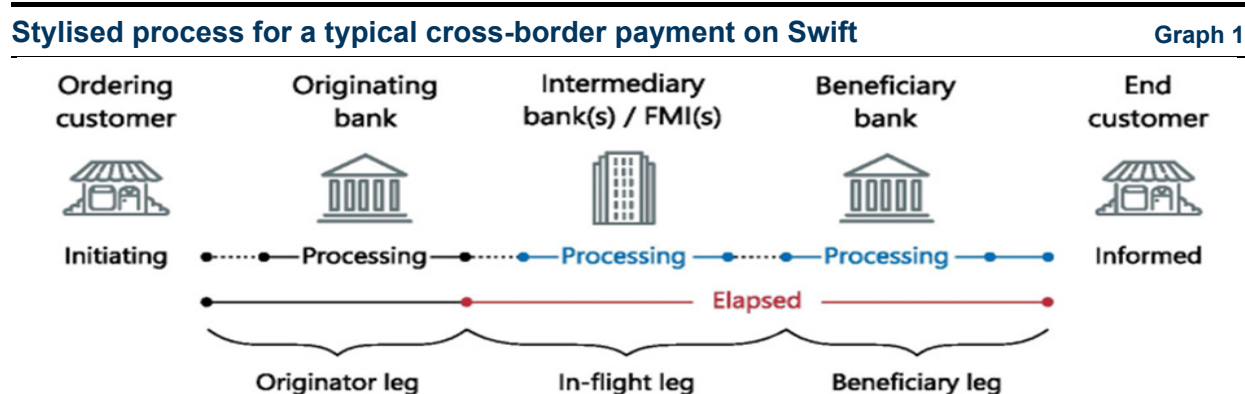 Stylised process for a typical cross-border payment on Swift Graph 1
Ordering customer
Originating bank
Intermediary bank(s) / FMI(s)
Beneficiary bank
End customer
Initiating Processing Processing Processing Informed
Elapsed
Originator leg In-flight leg Beneficiary leg